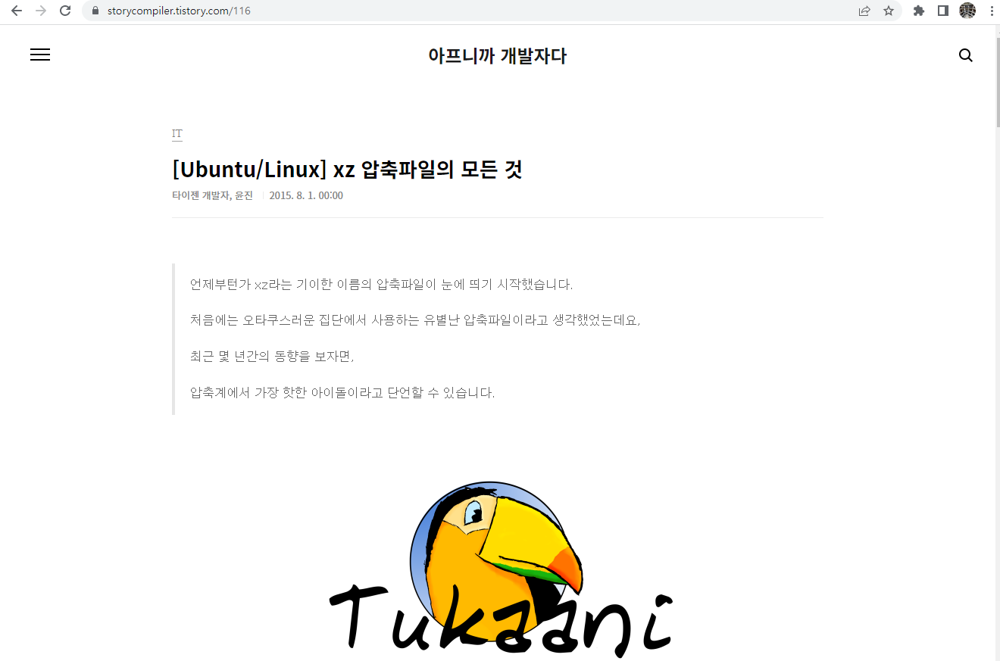 storycompiler.tistory.com/116
아프니까 개발자다
IT
[Ubuntu/Linux] xz 압축파일의 모든 것
타이젠 개발자, 윤진 2015. 8. 1. 00:00
언제부턴가 xz라는 기이한 이름의 압축파일이 눈에 띄기 시작했습니다.
처음에는 오타쿠스러운 집단에서 사용하는 유별난 압축파일이라고 생각했었는데요,
최근 몇 년간의 동향을 보자면,
압축계에서 가장 핫한 아이돌이라고 단언할 수 있습니다.
Tukaani